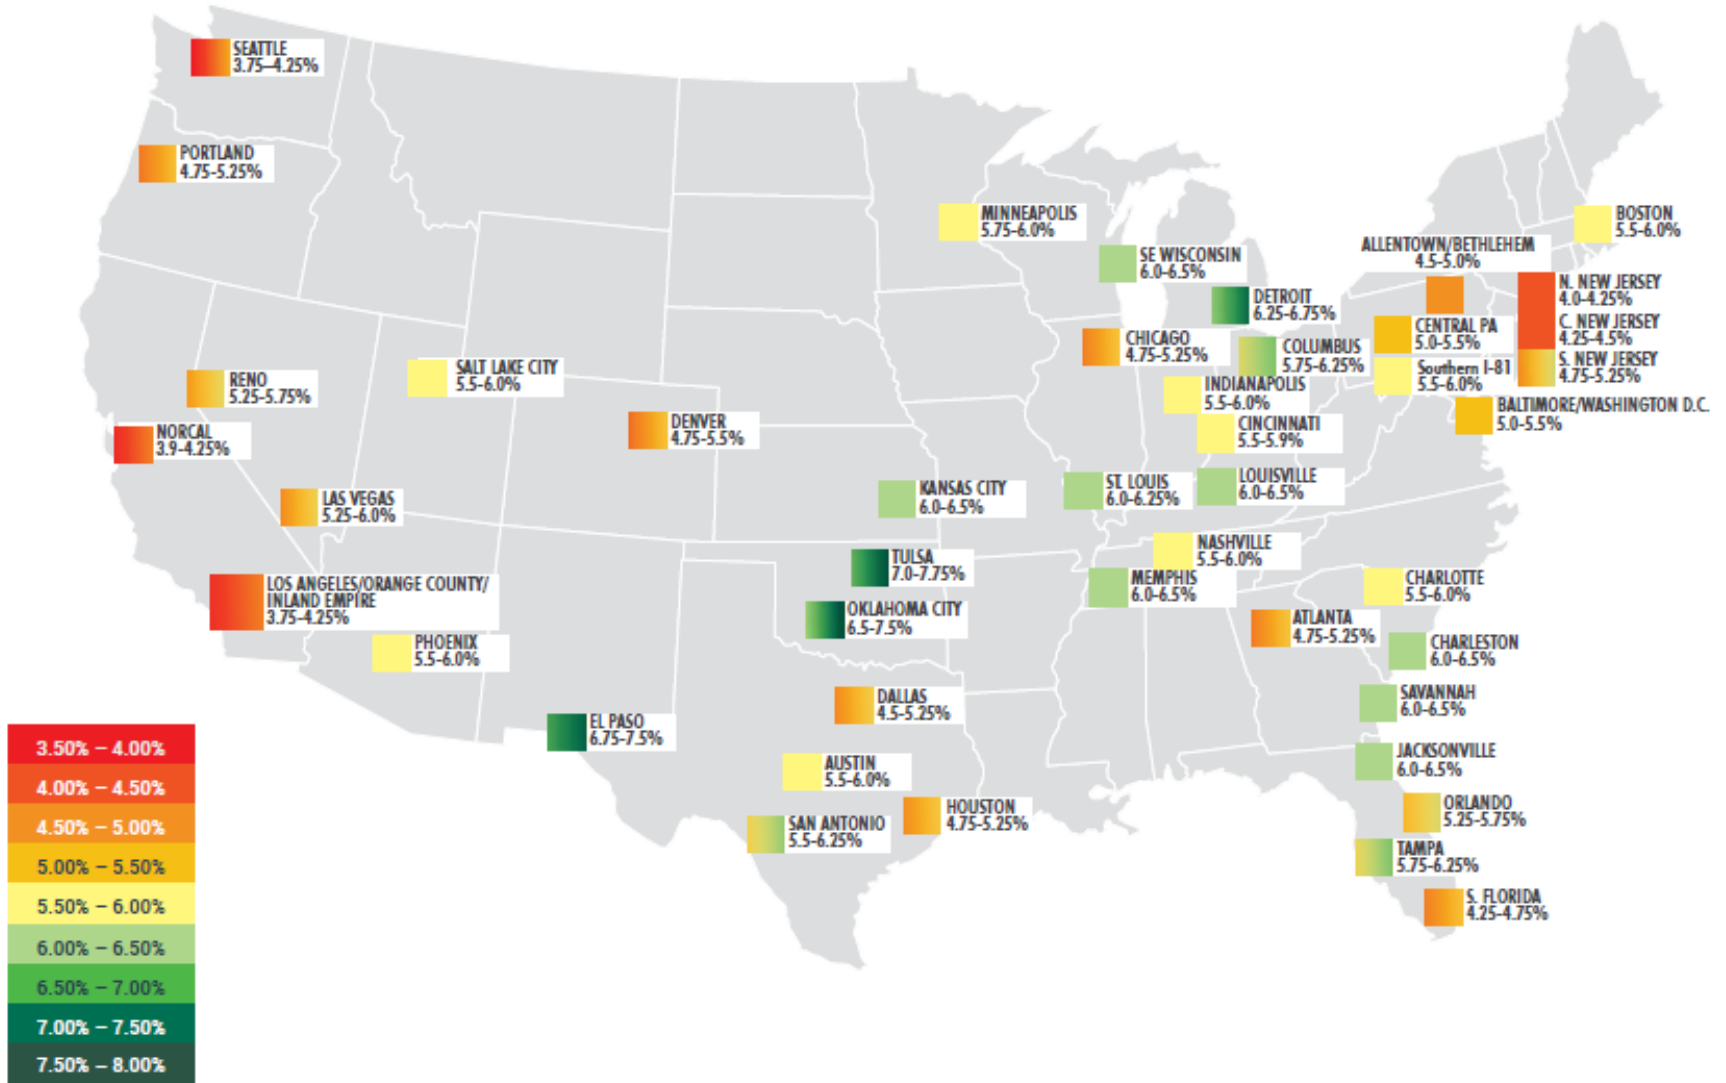 SEATTLE
3.75–4.25%
PORTLAND
4.75-5.25%
MINNEAPOLIS
5.75-6.0%
BOSTON
5.5-6.0%
SE WISCONSIN
6.0-6.5%
ALLENTOWN/BETHLEHEM
4.5-5.0%
DETROIT
6.25-6.75%
N. NEW JERSEY
4.0-4.25%
C. NEW JERSEY
4.25-4.5%
S. NEW JERSEY
4.75-5.25%
CENTRAL PA
5.0-5.5%
CHICAGO
4.75-5.25%
COLUMBUS
5.75-6.25%
Southern I-81
5.5-6.0%
SALT LAKE CITY
5.5-6.0%
RENO
5.25-5.75%
INDIANAPOLIS
5.5-6.0%
BALTIMORE/WASHINGTON D.C.
5.0-5.5%
NORCAL
3.9-4.25%
DENVER
4.75-5.5%
CINCINNATI
5.5-5.9%
LAS VEGAS
5.25-6.0%
KANSAS CITY
6.0-6.5%
ST. LOUIS
6.0-6.25%
LOUISVILLE
6.0-6.5%
NASHVILLE
5.5-6.0%
TULSA
7.0-7.75%
MEMPHIS
6.0-6.5%
CHARLOTTE
5.5-6.0%
LOS ANGELES/ORANGE COUNTY/
INLAND EMPIRE
3.75-4.25%
OKLAHOMA CITY
6.5-7.5%
ATLANTA
4.75-5.25%
PHOENIX
5.5-6.0%
CHARLESTON
6.0-6.5%
DALLAS
4.5-5.25%
SAVANNAH
6.0-6.5%
EL PASO
6.75-7.5%
JACKSONVILLE
6.0-6.5%
AUSTIN
5.5-6.0%
HOUSTON
4.75-5.25%
ORLANDO
5.25-5.75%
SAN ANTONIO
5.5-6.25%
TAMPA
5.75-6.25%
S. FLORIDA
4.25-4.75%
3.50% – 4.00%
4.00% – 4.50%
4.50% – 5.00%
5.00% – 5.50%
5.50% – 6.00%
6.00% – 6.50%
6.50% – 7.00%
7.00% – 7.50%
7.50% – 8.00%